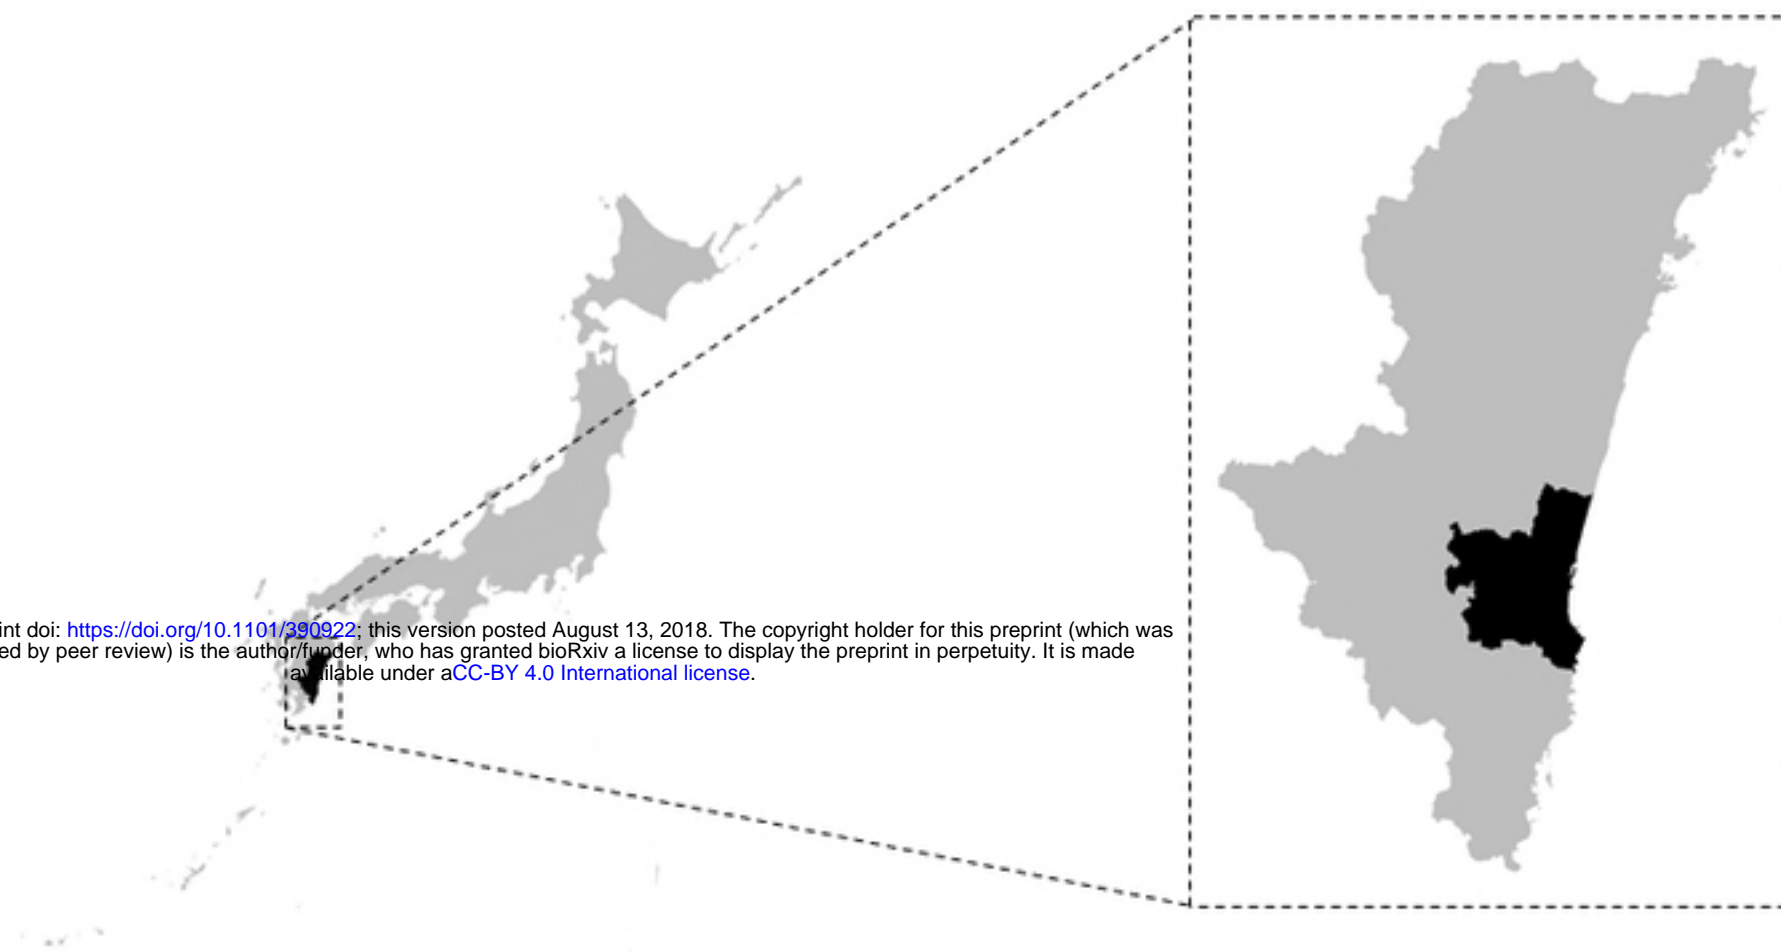 int doi: https://doi.org/10.1101/390922; this version posted August 13, 2018. The copyright holder for this preprint (which was
ed by peer review) is the author/funder, who has granted bioRxiv a license to display the preprint in perpetuity. It is made
available under aCC-BY 4.0 International license.